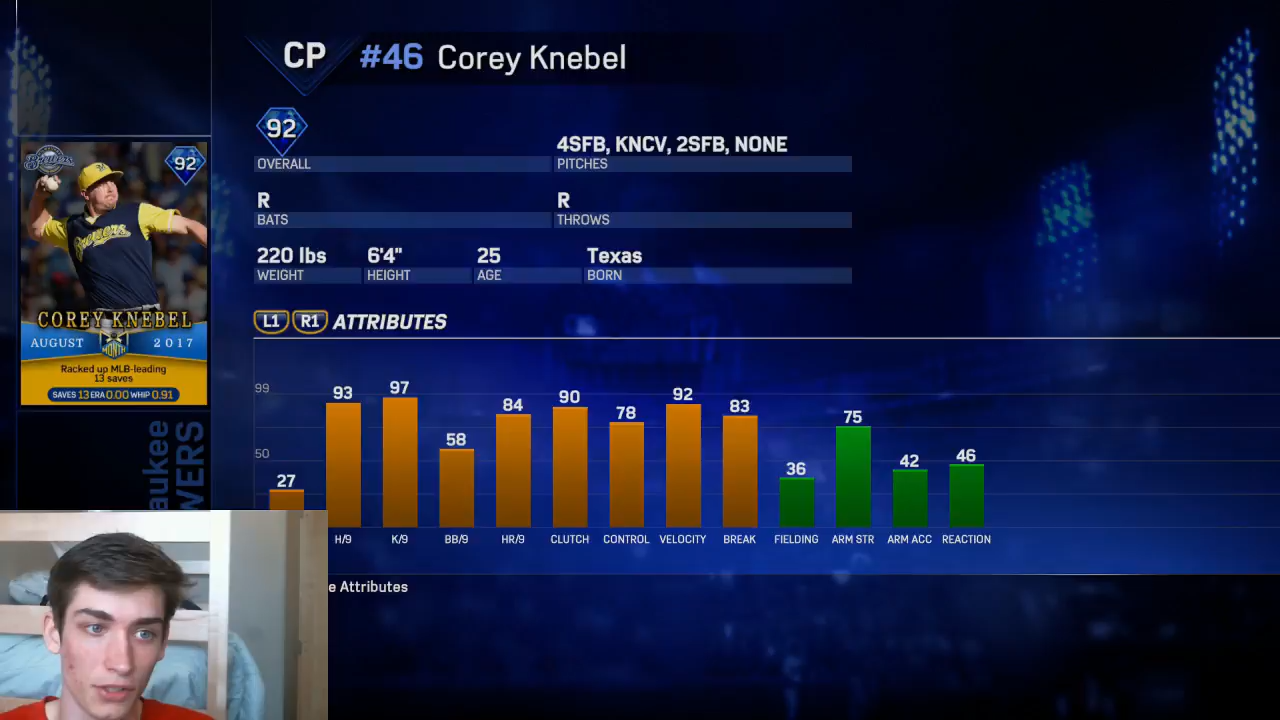 CP #46 Corey Knebel
92
OVERALL
4SFB, KNCV, 2SFB, NONE
PITCHES
R
BATS
R
THROWS
220 lbs 6'4" 25 Texas
WEIGHT HEIGHT AGE BORN
Brewers
92
Brewers
COREY KNEBEL
AUGUST MONTH 2017
Racked up MLB-leading
13 saves
SAVES 13 ERA 0.00 WHIP 0.91
aukee
WERS
L1 R1 ATTRIBUTES
99
50
27 93 97 58 84 90 78 92 83 36 75 42 46
H/9 K/9 BB/9 HR/9 CLUTCH CONTROL VELOCITY BREAK FIELDING ARM STR ARM ACC REACTION
e Attributes